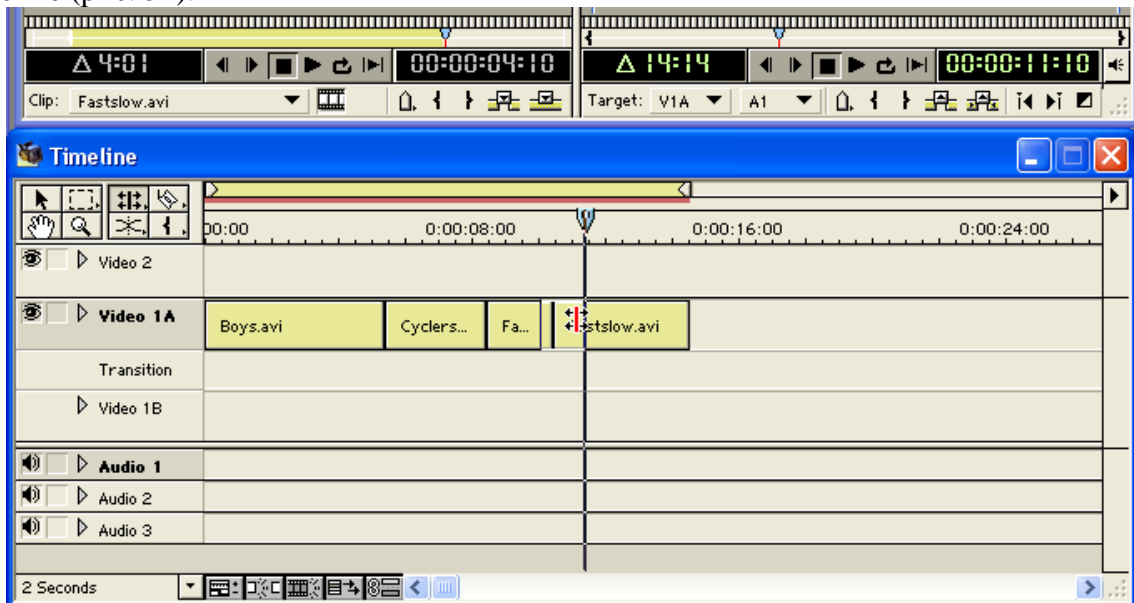 Δ 4:01 00:00:04:10 Δ 14:14 00:00:11:10
Clip: Fastslow.avi Target: V1A A1
Timeline
00:00 0:00:08:00 0:00:16:00 0:00:24:00
Video 2
Video 1A Boys.avi Cyclers... Fa... stslow.avi
Transition
Video 1B
Audio 1
Audio 2
Audio 3
2 Seconds